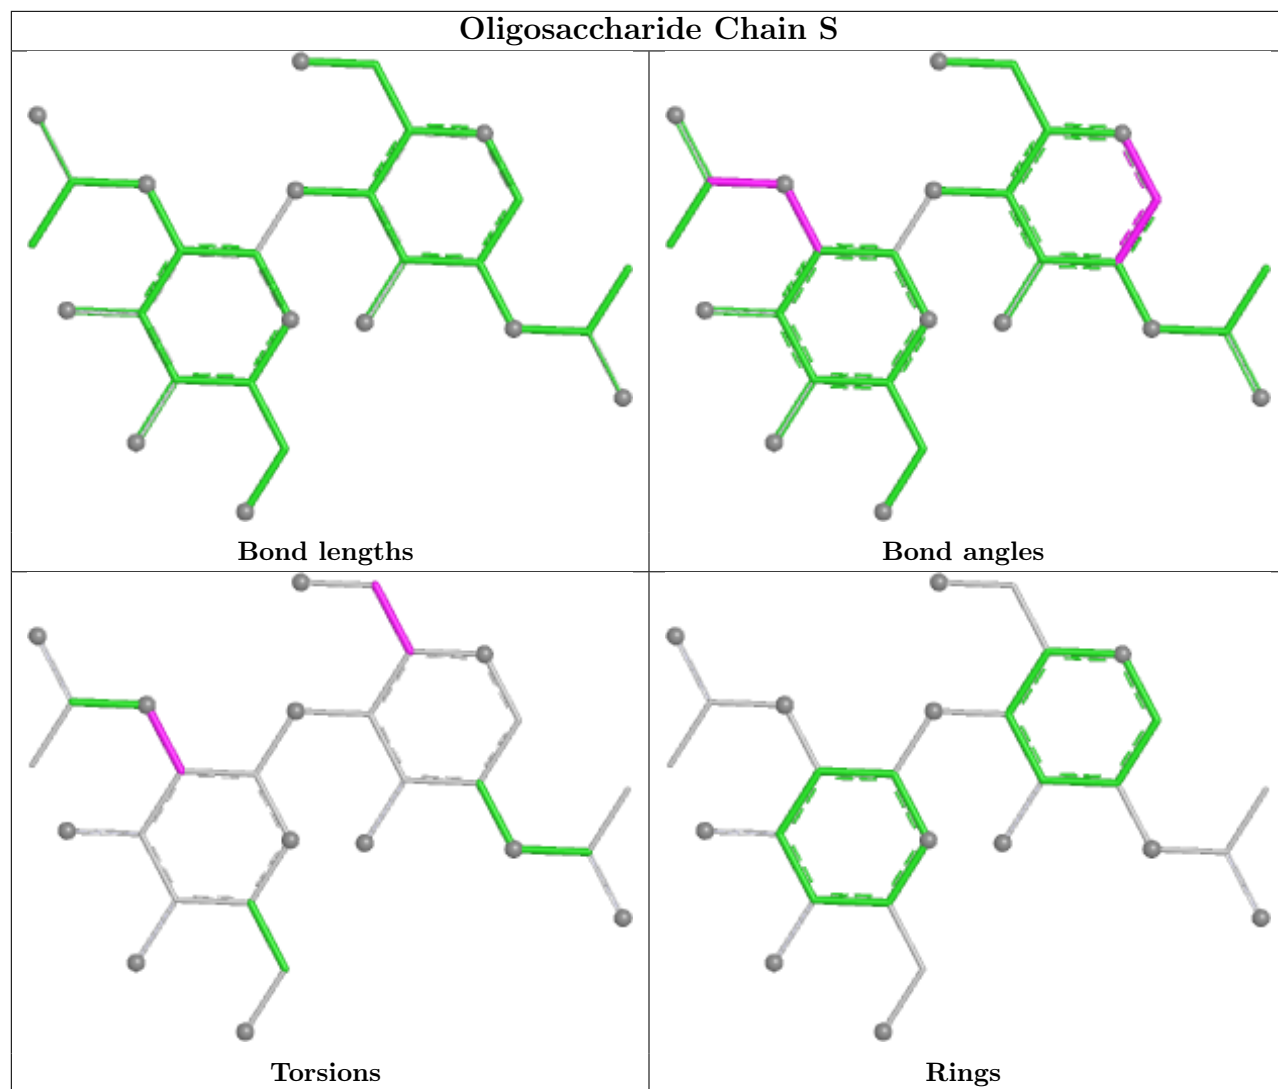 Oligosaccharide Chain S
Bond lengths
Bond angles
Torsions
Rings